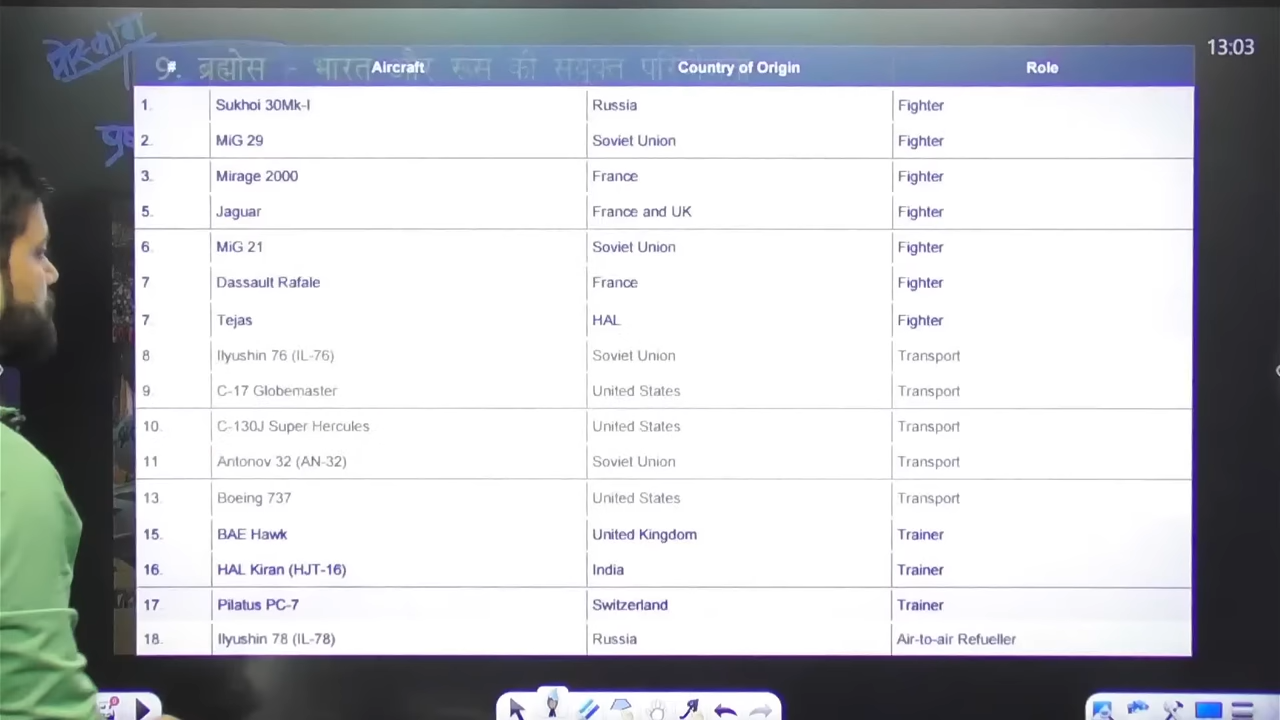 13:03
9. ब्रह्मोस - भारत और रूस की संयुक्त
# Aircraft Country of Origin Role
1. Sukhoi 30Mk-I Russia Fighter
2. MiG 29 Soviet Union Fighter
3. Mirage 2000 France Fighter
5. Jaguar France and UK Fighter
6. MiG 21 Soviet Union Fighter
7 Dassault Rafale France Fighter
7. Tejas HAL Fighter
8 Ilyushin 76 (IL-76) Soviet Union Transport
9. C-17 Globemaster United States Transport
10. C-130J Super Hercules United States Transport
11 Antonov 32 (AN-32) Soviet Union Transport
13. Boeing 737 United States Transport
15. BAE Hawk United Kingdom Trainer
16. HAL Kiran (HJT-16) India Trainer
17. Pilatus PC-7 Switzerland Trainer
18. Ilyushin 78 (IL-78) Russia Air-to-air Refueller